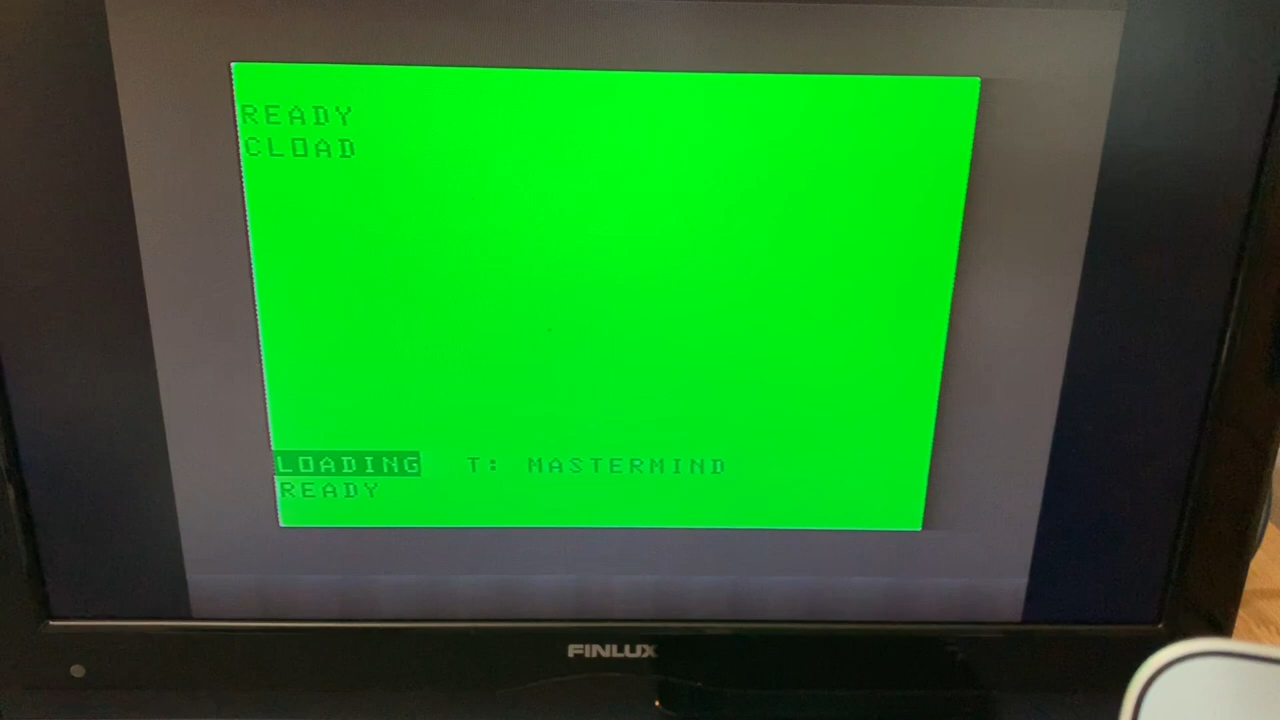 READY
CLOAD
LOADING T: MASTERMIND
READY
FINLUX